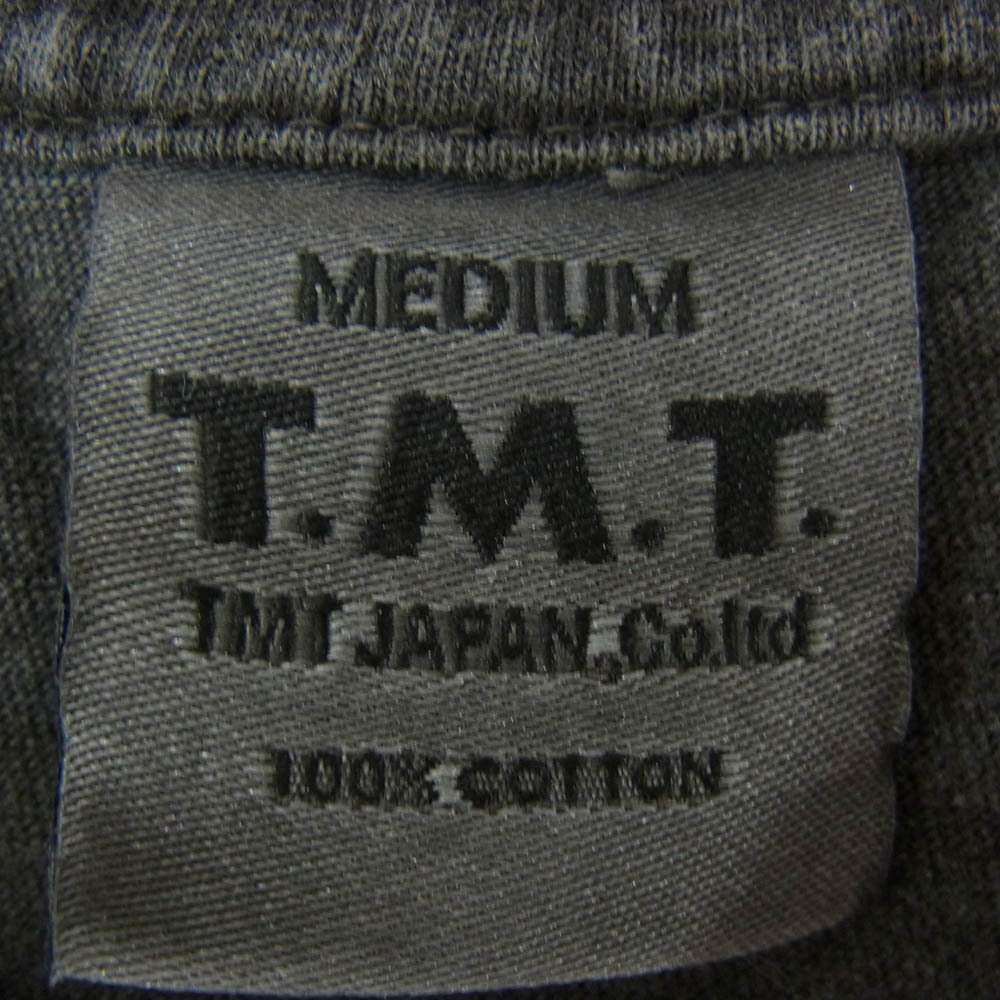 MEDIUM
T.M.T.
TMT JAPAN,Co.ltd
100% COTTON